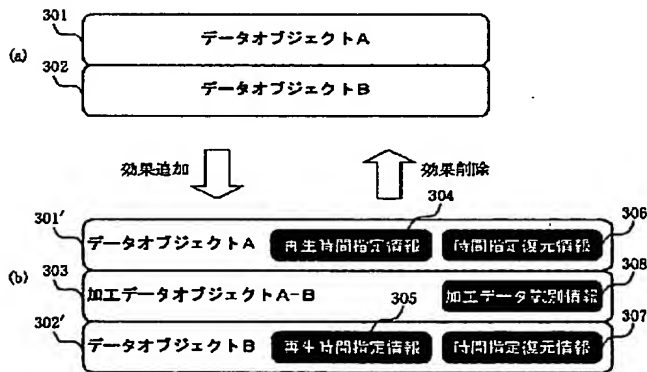 301
データオブジェクトA
(a)
302
データオブジェクトB
効果追加
効果削除
304
301'
306
データオブジェクトA 再生時間指定情報 時間指定復元情報
303
308
(b)
加工データオブジェクトA-B 加工データ識別情報
302'
305
307
データオブジェクトB 再生時間指定情報 時間指定復元情報